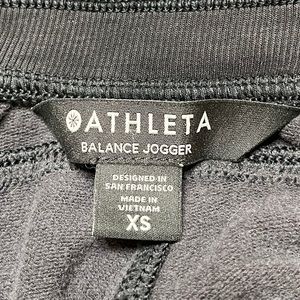 ATHLETA
BALANCE JOGGER
DESIGNED IN
SAN FRANCISCO
MADE IN
VIETNAM
XS